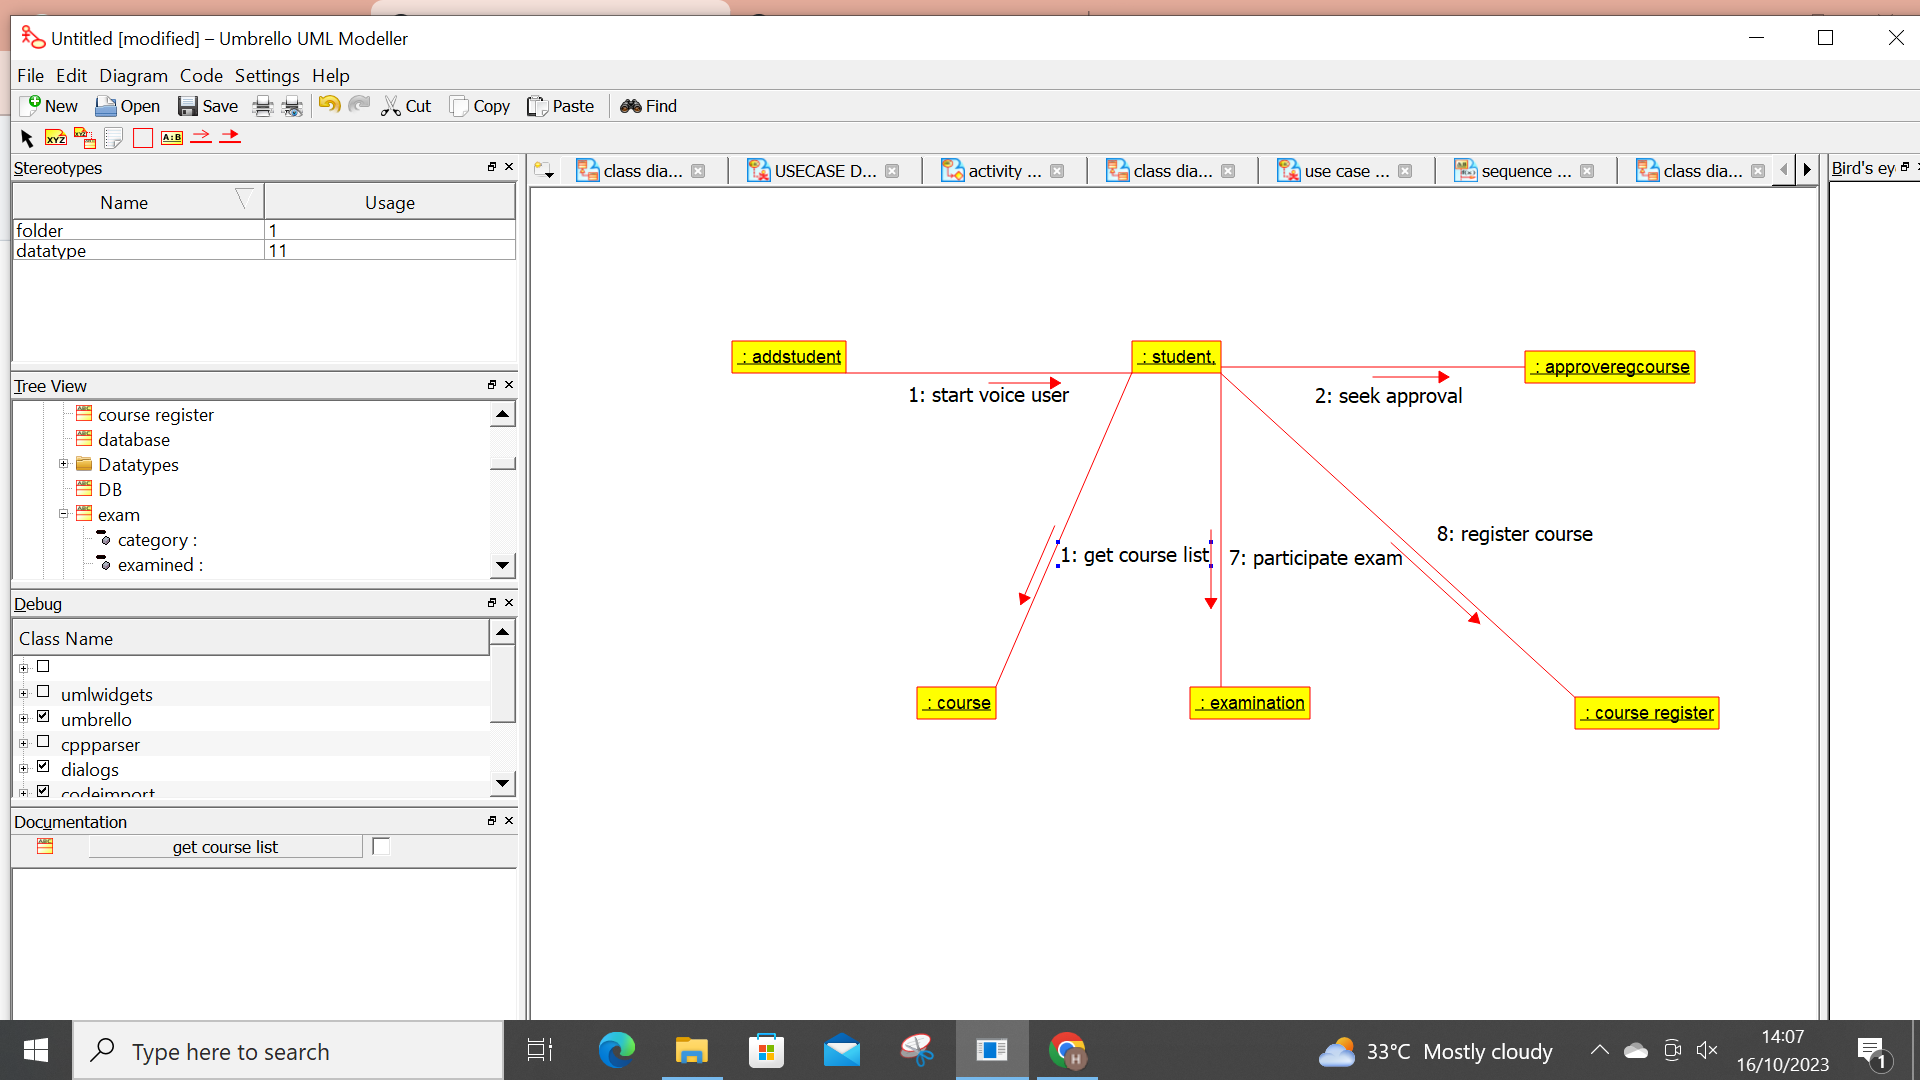 Untitled [modified] – Umbrello UML Modeller
File Edit Diagram Code Settings Help
New Open Save Cut Copy Paste Find
XYZ XYZ A:B
Stereotypes
Name Usage
folder 1
datatype 11
Tree View
course register
database
Datatypes
DB
exam
category :
examined :
Debug
Class Name
umlwidgets
umbrello
cppparser
dialogs
codeimport
Documentation
get course list
class dia... USECASE D... activity ... class dia... use case ... sequence ... class dia...
Bird's ey
: addstudent
: student,
: approveregcourse
1: start voice user
2: seek approval
8: register course
1: get course list
7: participate exam
: course
: examination
: course register
Type here to search
H
33°C Mostly cloudy
14:07
16/10/2023
1